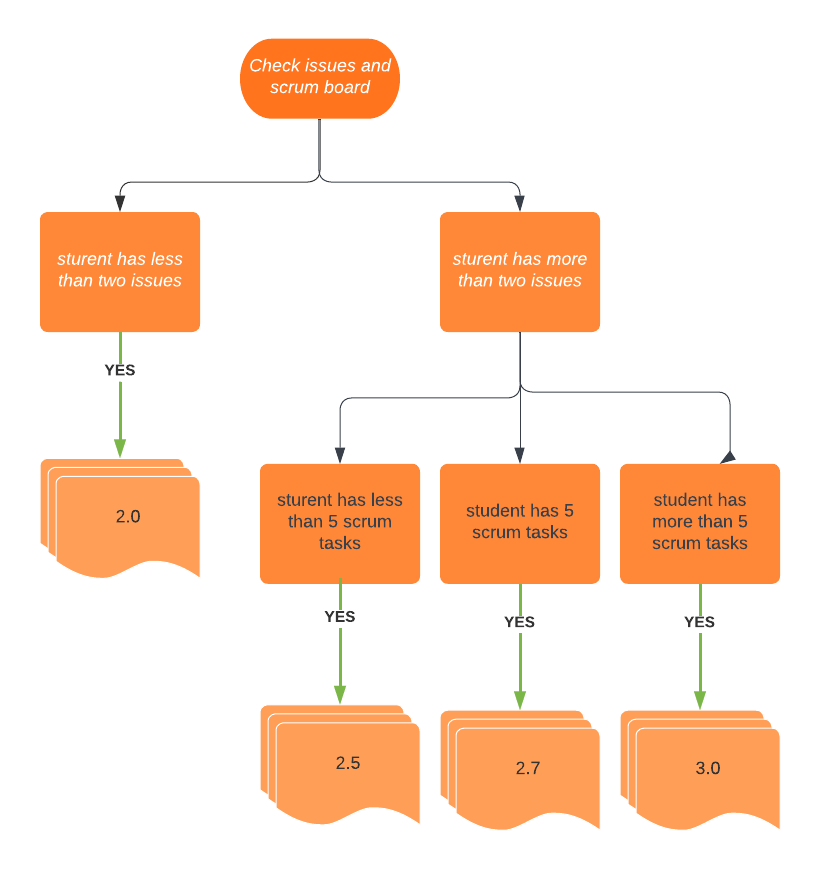 Check issues and
scrum board
sturent has less
than two issues
sturent has more
than two issues
YES
2.0
sturent has less
than 5 scrum
tasks
student has 5
scrum tasks
student has
more than 5
scrum tasks
YES
YES
YES
2.5
2.7
3.0